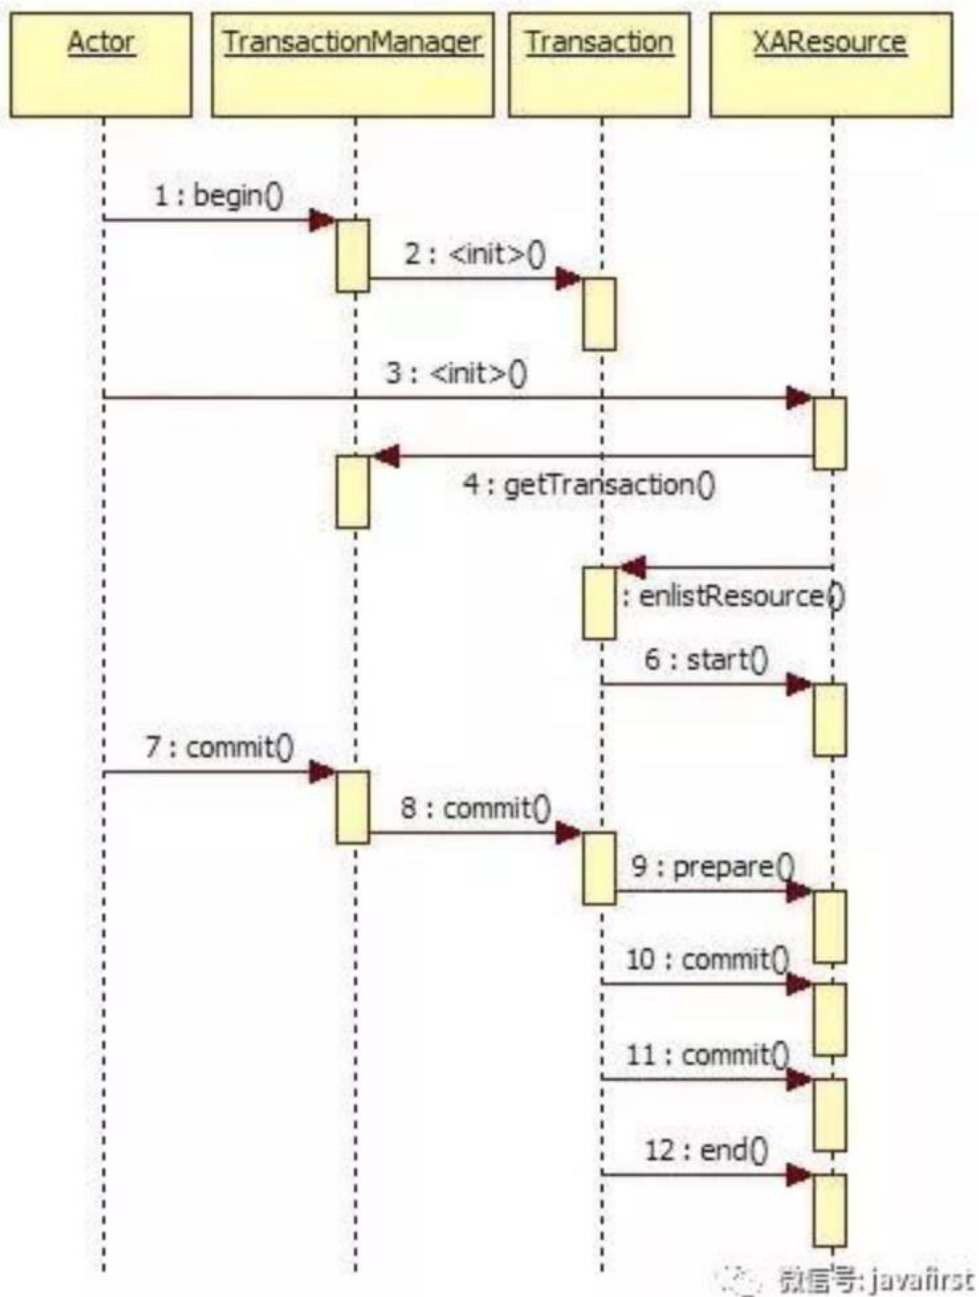 Actor
TransactionManager
Transaction
XAResource
1 : begin()
2 : <init>()
3 : <init>()
4 : getTransaction()
: enlistResource()
6 : start()
7 : commit()
8 : commit()
9 : prepare()
10 : commit()
11 : commit()
12 : end()
微信号: javafirst